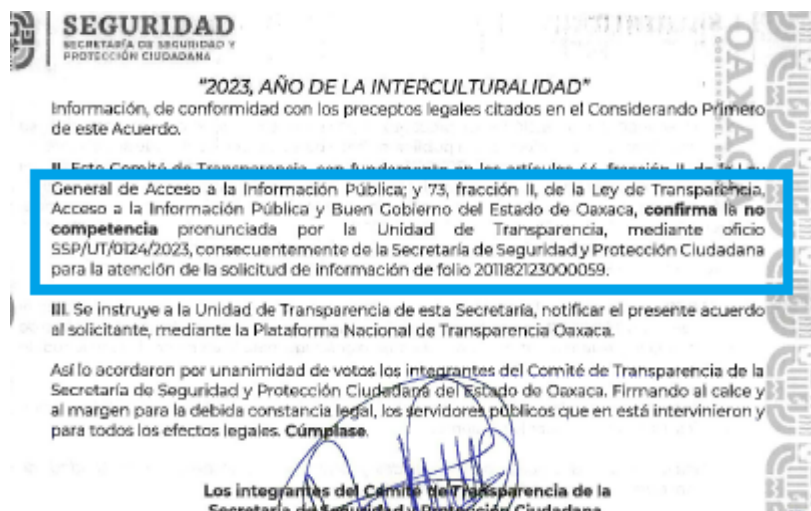 SEGURIDAD
SECRETARÍA DE SEGURIDAD Y
PROTECCIÓN CIUDADANA
OAXACA
"2023, AÑO DE LA INTERCULTURALIDAD"
Información, de conformidad con los preceptos legales citados en el Considerando Primero
de este Acuerdo.
II. Este Comité de Transparencia, con fundamento en los artículos 44, fracción II, de la Ley
General de Acceso a la Información Pública; y 73, fracción II, de la Ley de Transparencia,
Acceso a la Información Pública y Buen Gobierno del Estado de Oaxaca, confirma la no
competencia pronunciada por la Unidad de Transparencia, mediante oficio
SSP/UT/0124/2023, consecuentemente de la Secretaría de Seguridad y Protección Ciudadana
para la atención de la solicitud de información de folio 201182123000059.
III. Se instruye a la Unidad de Transparencia de esta Secretaría, notificar el presente acuerdo
al solicitante, mediante la Plataforma Nacional de Transparencia Oaxaca.
Así lo acordaron por unanimidad de votos los integrantes del Comité de Transparencia de la
Secretaría de Seguridad y Protección Ciudadana del Estado de Oaxaca. Firmando al calce y
al margen para la debida constancia legal, los servidores públicos que en está intervinieron y
para todos los efectos legales. Cúmplase.
Los integrantes del Comité de Transparencia de la
Secretaría de Seguridad y Protección Ciudadana